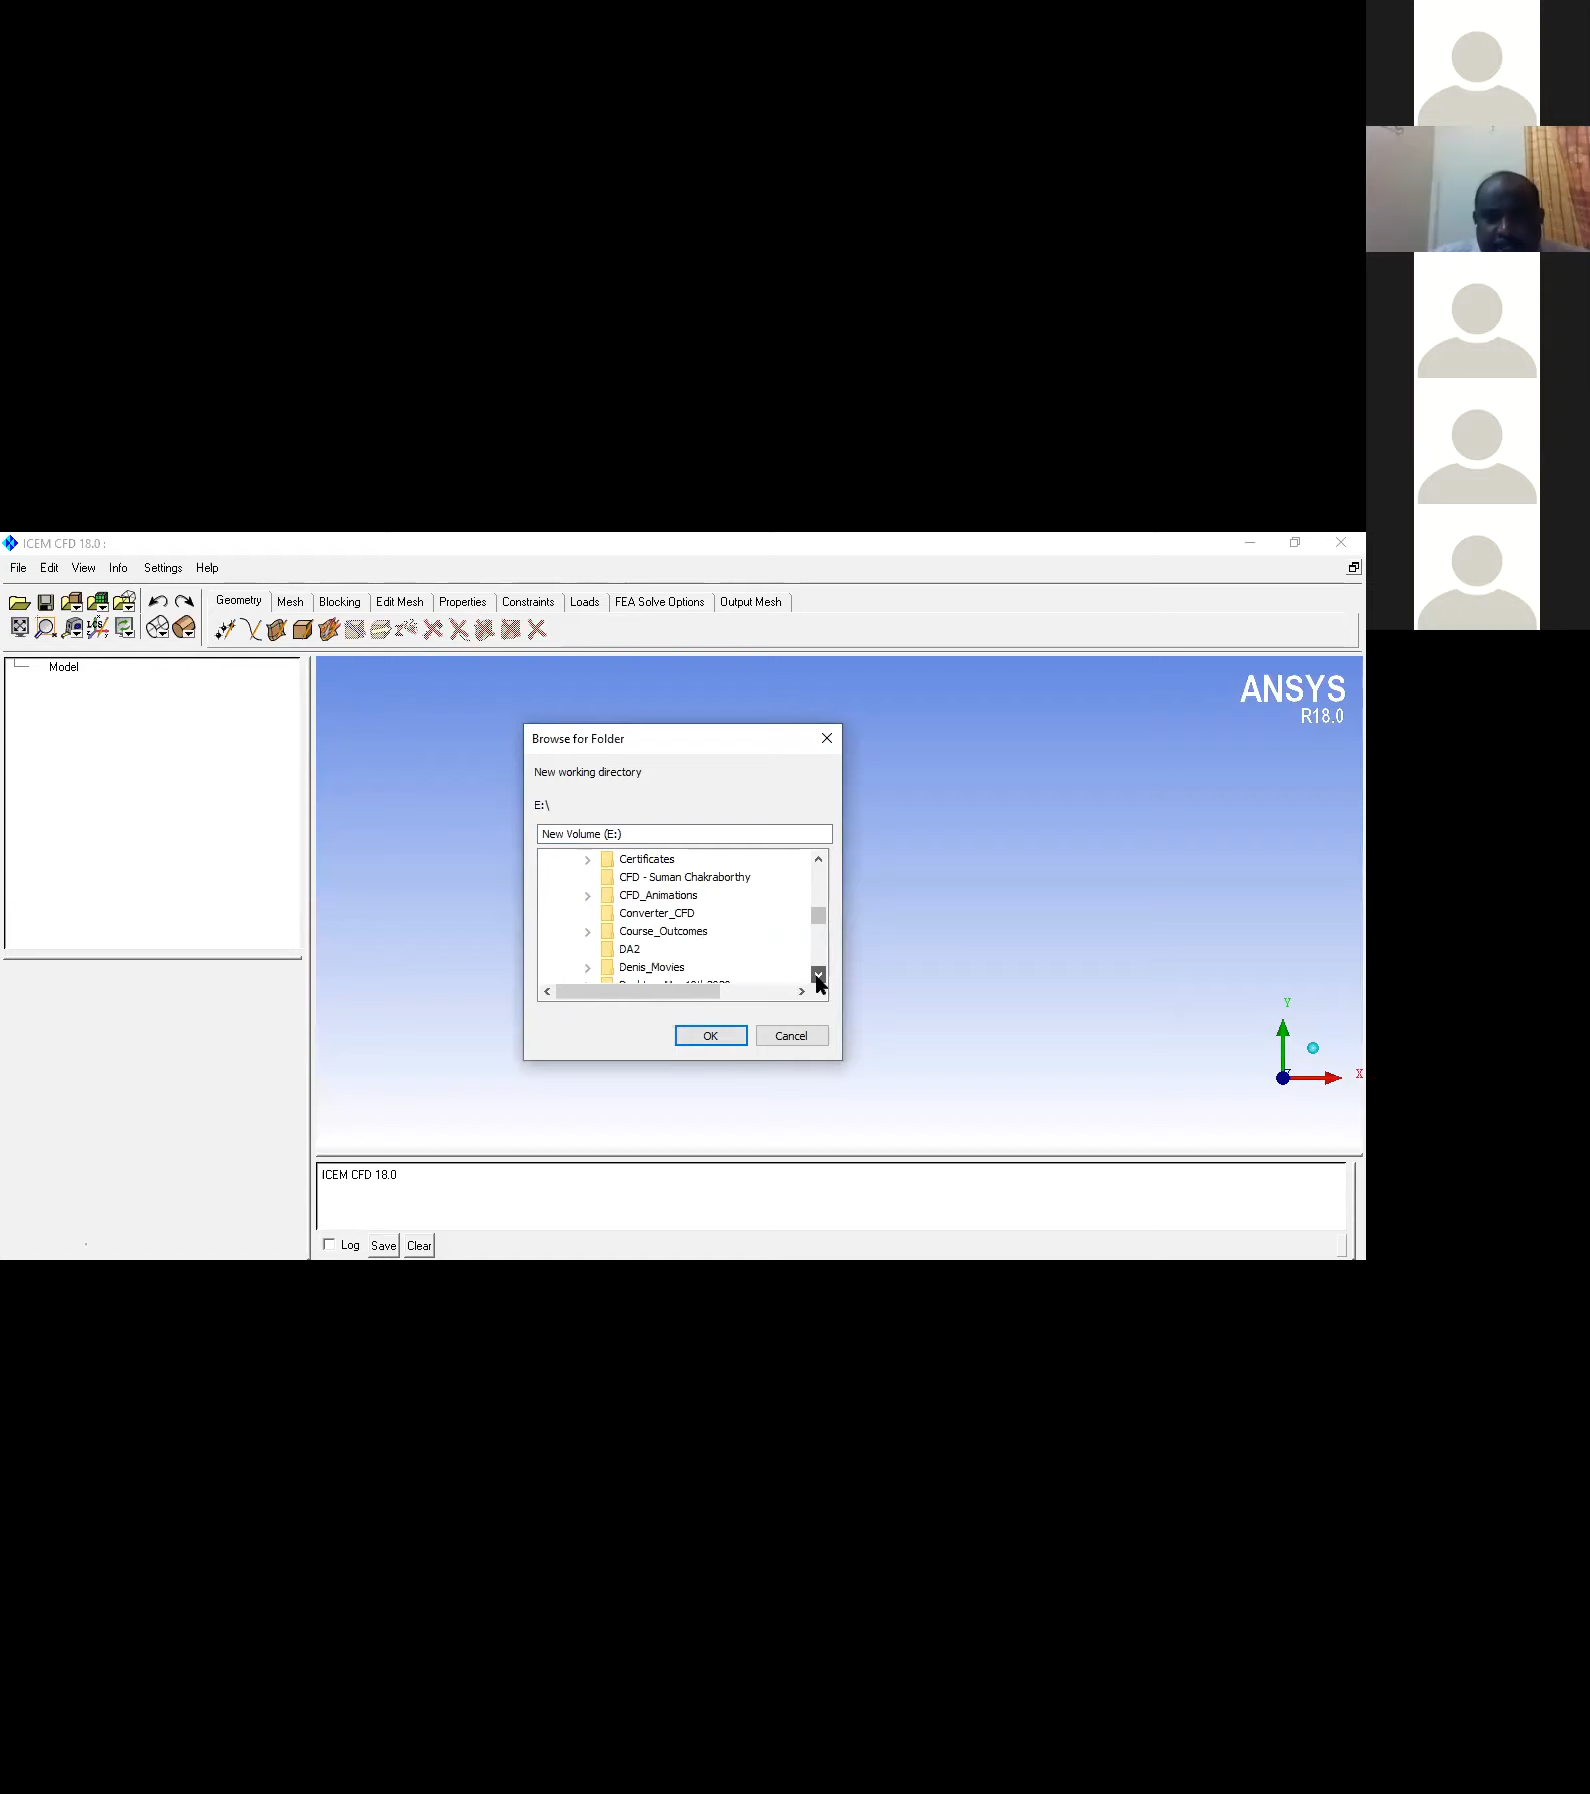 ICEM CFD 18.0 :
File Edit View Info Settings Help
Geometry Mesh Blocking Edit Mesh Properties Constraints Loads FEA Solve Options Output Mesh
LCS
Model
ANSYS
R18.0
Browse for Folder
New working directory
E:\
New Volume (E:)
Certificates
CFD - Suman Chakraborthy
CFD_Animations
Converter_CFD
Course_Outcomes
DA2
Denis_Movies
OK Cancel
Y
X
ICEM CFD 18.0
Log Save Clear